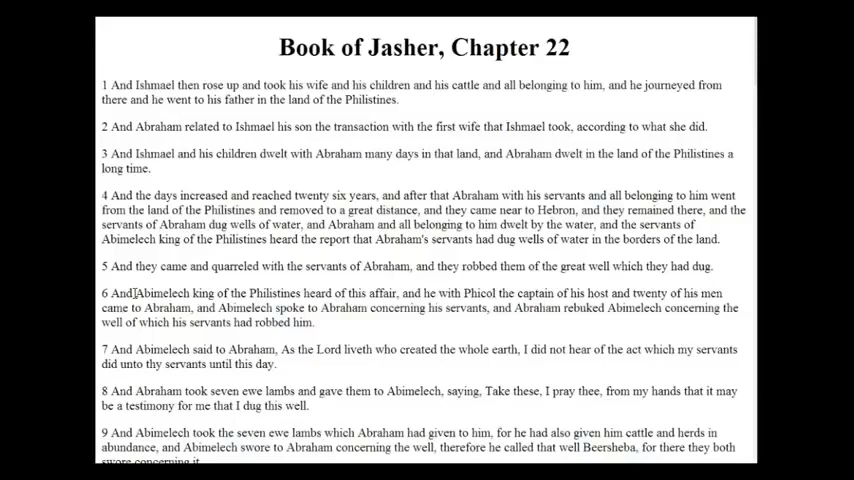 Book of Jasher, Chapter 22
1 And Ishmael then rose up and took his wife and his children and his cattle and all belonging to him, and he journeyed from
there and he went to his father in the land of the Philistines.
2 And Abraham related to Ishmael his son the transaction with the first wife that Ishmael took, according to what she did.
3 And Ishmael and his children dwelt with Abraham many days in that land, and Abraham dwelt in the land of the Philistines a
long time.
4 And the days increased and reached twenty six years, and after that Abraham with his servants and all belonging to him went
from the land of the Philistines and removed to a great distance, and they came near to Hebron, and they remained there, and the
servants of Abraham dug wells of water, and Abraham and all belonging to him dwelt by the water, and the servants of
Abimelech king of the Philistines heard the report that Abraham's servants had dug wells of water in the borders of the land.
5 And they came and quarreled with the servants of Abraham, and they robbed them of the great well which they had dug.
6 And Abimelech king of the Philistines heard of this affair, and he with Phicol the captain of his host and twenty of his men
came to Abraham, and Abimelech spoke to Abraham concerning his servants, and Abraham rebuked Abimelech concerning the
well of which his servants had robbed him.
7 And Abimelech said to Abraham, As the Lord liveth who created the whole earth, I did not hear of the act which my servants
did unto thy servants until this day.
8 And Abraham took seven ewe lambs and gave them to Abimelech, saying, Take these, I pray thee, from my hands that it may
be a testimony for me that I dug this well.
9 And Abimelech took the seven ewe lambs which Abraham had given to him, for he had also given him cattle and herds in
abundance, and Abimelech swore to Abraham concerning the well, therefore he called that well Beersheba, for there they both
swore concerning it.